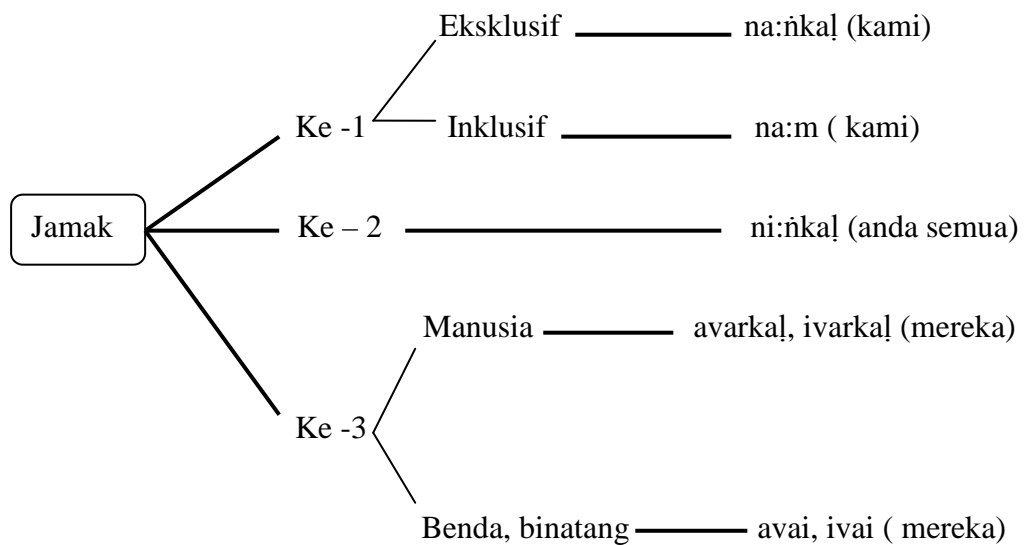 Eksklusif na:ṅkaḷ (kami)
Ke -1 Inklusif na:m ( kami)
Jamak Ke – 2 ni:ṅkaḷ (anda semua)
Manusia avarkaḷ, ivarkaḷ (mereka)
Ke -3
Benda, binatang avai, ivai ( mereka)